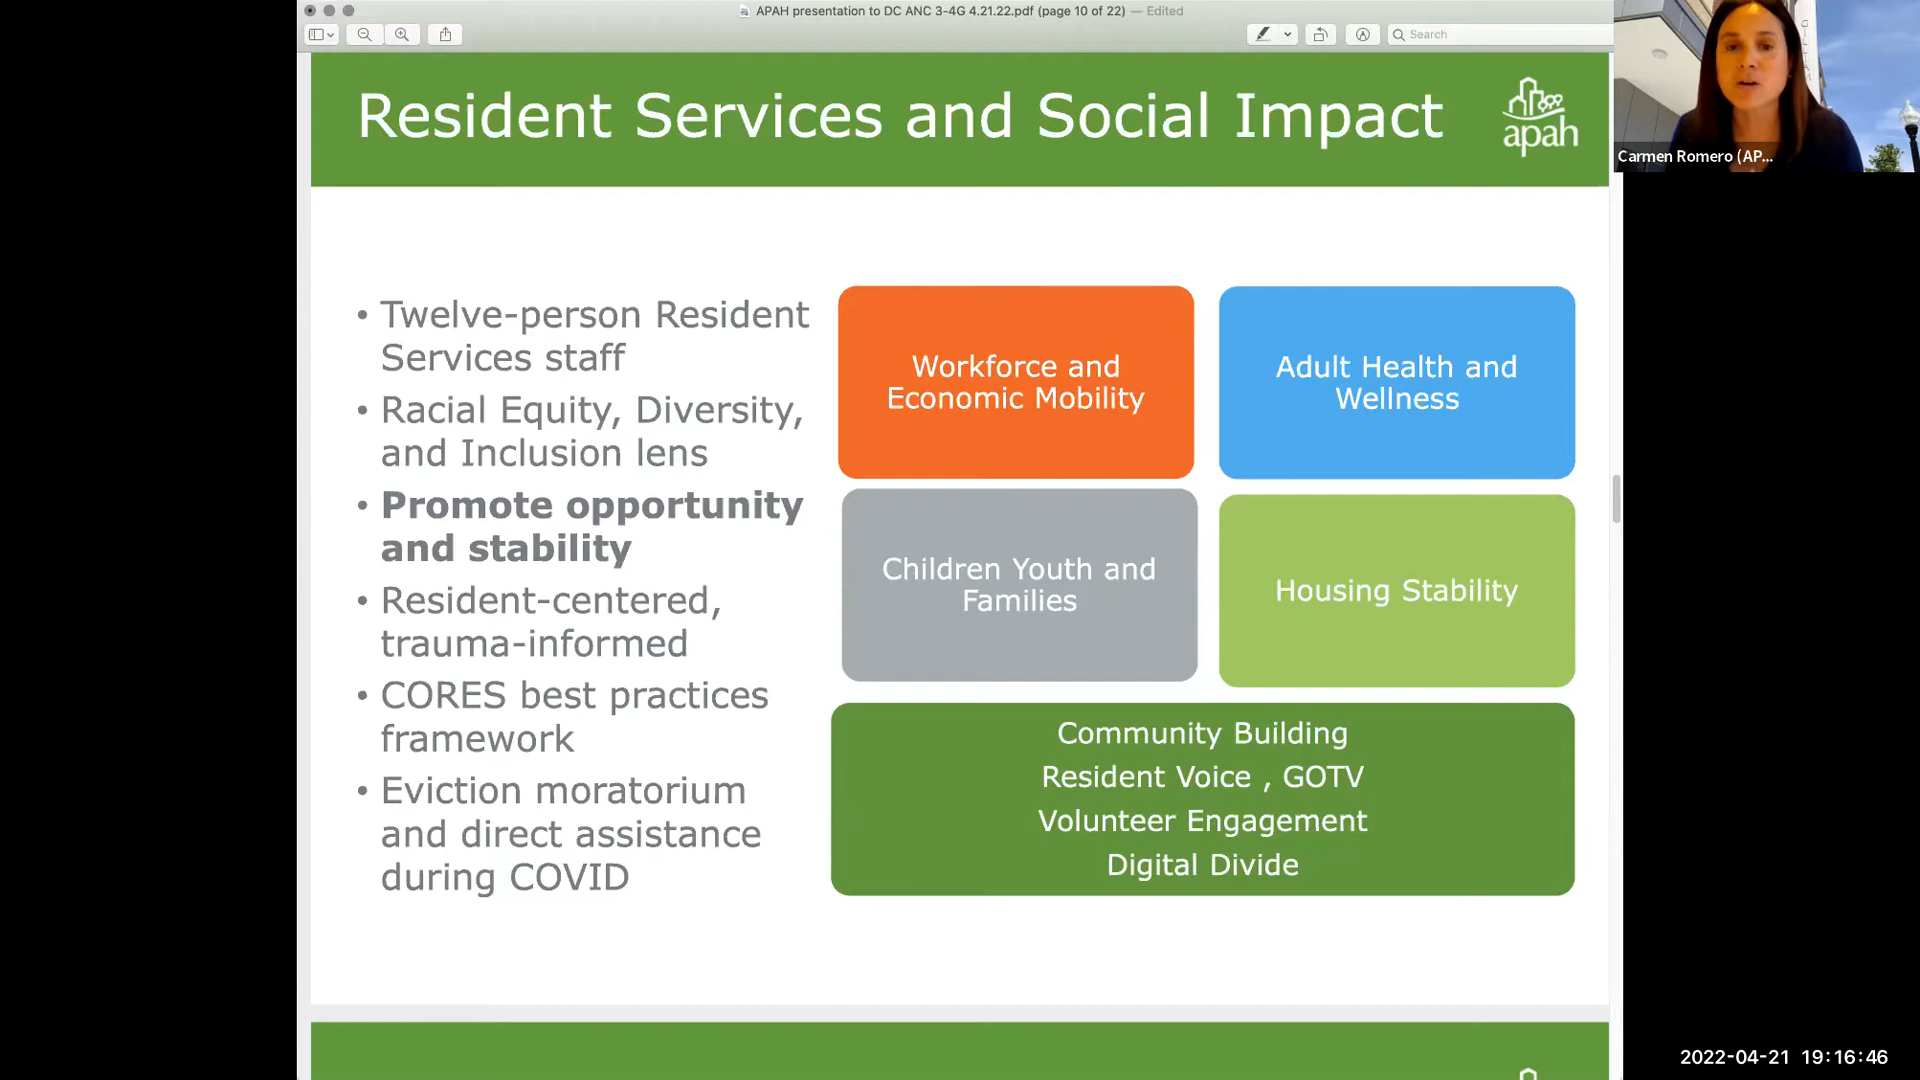 APAH presentation to DC ANC 3-4G 4.21.22.pdf (page 10 of 22) — Edited
Search
Resident Services and Social Impact
apah
Carmen Romero (AP...
• Twelve-person Resident
Services staff
• Racial Equity, Diversity,
and Inclusion lens
• Promote opportunity
and stability
• Resident-centered,
trauma-informed
• CORES best practices
framework
• Eviction moratorium
and direct assistance
during COVID
Workforce and
Economic Mobility
Adult Health and
Wellness
Children Youth and
Families
Housing Stability
Community Building
Resident Voice , GOTV
Volunteer Engagement
Digital Divide
2022-04-21 19:16:46